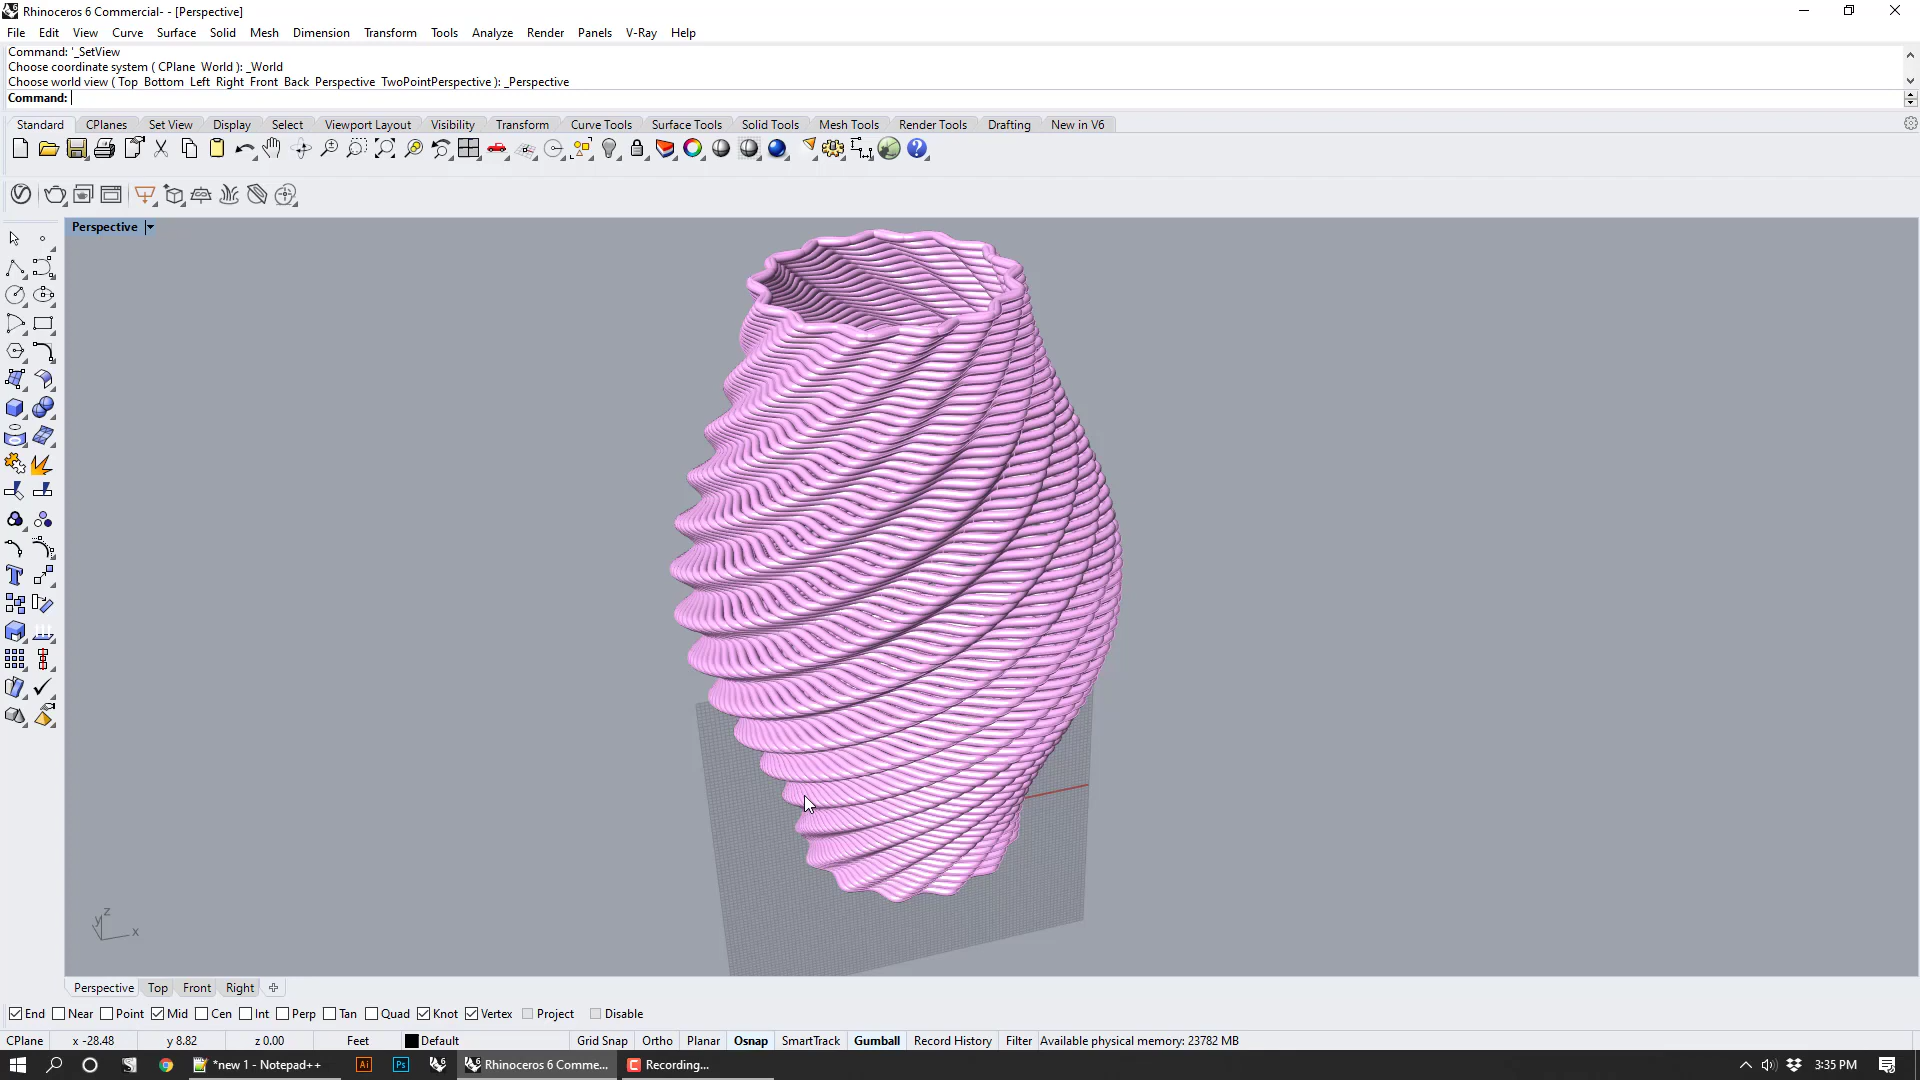 Rhinoceros 6 Commercial- - [Perspective]
File Edit View Curve Surface Solid Mesh Dimension Transform Tools Analyze Render Panels V-Ray Help
Command: '_SetView
Choose coordinate system ( CPlane World ): _World
Choose world view ( Top Bottom Left Right Front Back Perspective TwoPointPerspective ): _Perspective
Command:
Standard CPlanes Set View Display Select Viewport Layout Visibility Transform Curve Tools Surface Tools Solid Tools Mesh Tools Render Tools Drafting New in V6
Perspective
z
y
x
Perspective Top Front Right
End Near Point Mid Cen Int Perp Tan Quad Knot Vertex Project Disable
CPlane x -28.48 y 8.82 z 0.00 Feet Default Grid Snap Ortho Planar Osnap SmartTrack Gumball Record History Filter Available physical memory: 23782 MB
*new 1 - Notepad++ Ai Ps Rhinoceros 6 Comme... Recording... 3:35 PM